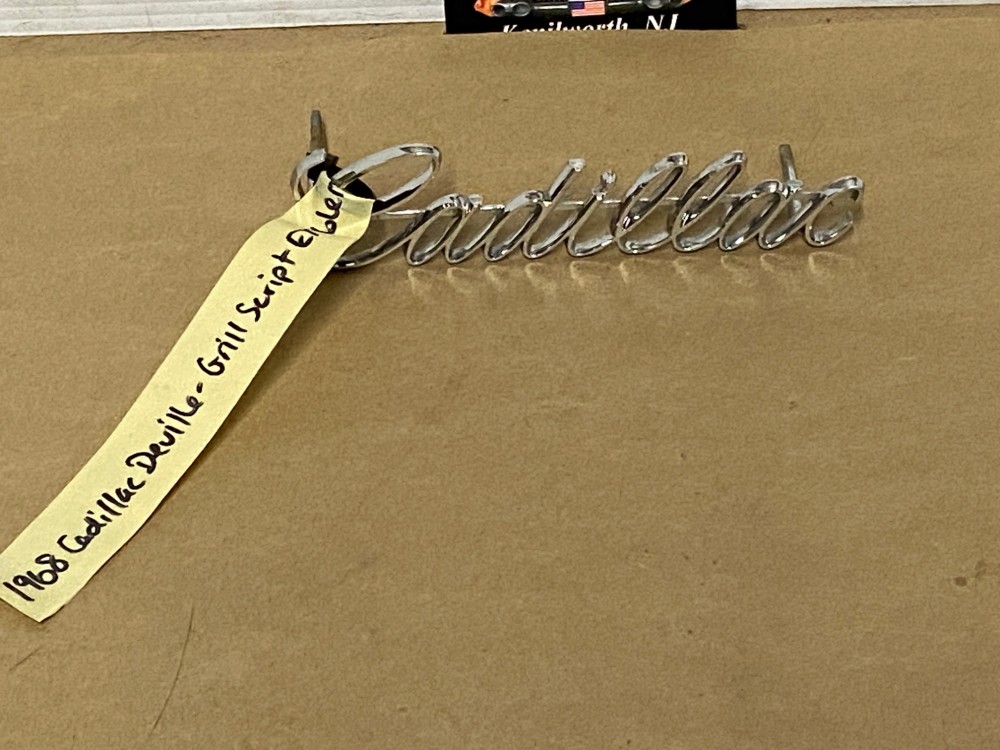 Kenilworth, NJ
Cadillac
1968 Cadillac Deville - Grill Script Emblem